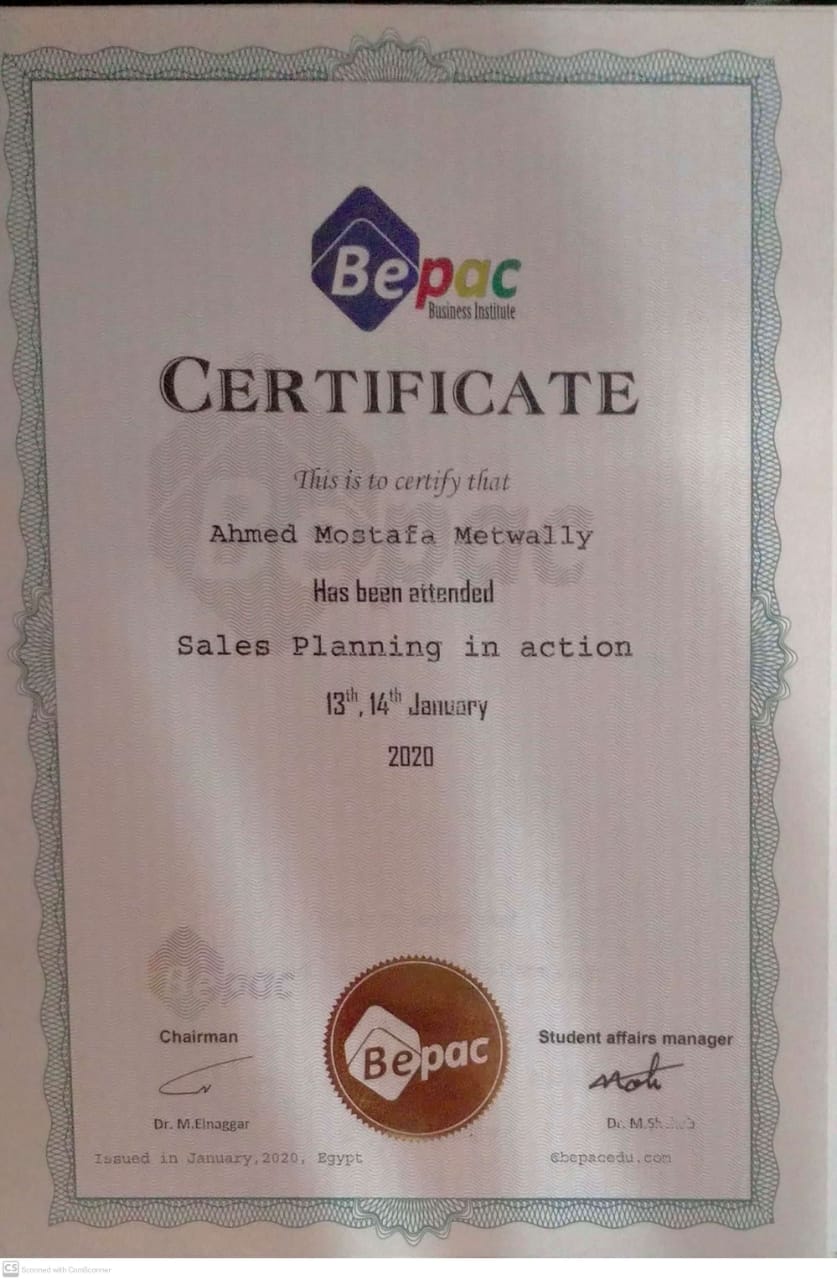 Bepac
Business Institute
CERTIFICATE
This is to certify that
Ahmed Mostafa Metwally
Has been attended
Sales Planning in action
13th, 14th January
2020
Bepac
Bepac
Chairman
Student affairs manager
Dr. M.Elnaggar
Dr. M.
Issued in January,2020, Egypt
@bepacedu.com
CS Scanned with CamScanner